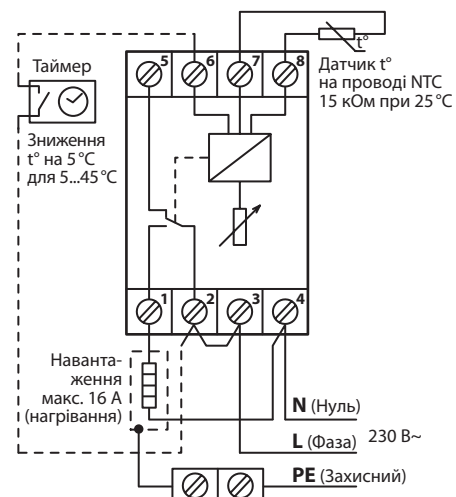 5 6 7 8
t°
Таймер
Зниження
t° на 5 °C
для 5...45 °C
Датчик t°
на проводі NTC
15 кОм при 25 °C
1 2 3 4
Наванта-
ження
макс. 16 А
(нагрівання)
N (Нуль)
L (Фаза) 230 В~
PE (Захисний)